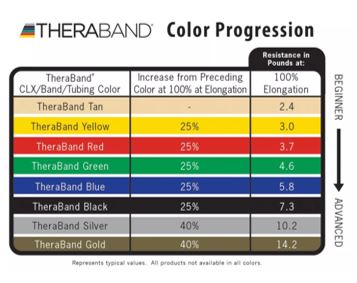 THERABAND® Color Progression
Resistance in
Pounds at:
TheraBand® Increase from Preceding 100%
CLX/Band/Tubing Color Color at 100% at Elongation Elongation
TheraBand Tan - 2.4
TheraBand Yellow 25% 3.0
TheraBand Red 25% 3.7
TheraBand Green 25% 4.6
TheraBand Blue 25% 5.8
TheraBand Black 25% 7.3
TheraBand Silver 40% 10.2
TheraBand Gold 40% 14.2
BEGINNER
ADVANCED
Represents typical values. All products not available in all colors.